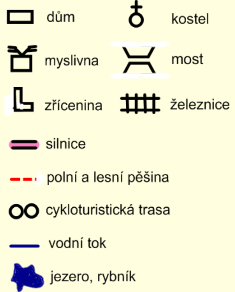 dům kostel
myslivna most
zřícenina železnice
silnice
polní a lesní pěšina
cykloturistická trasa
vodní tok
jezero, rybník